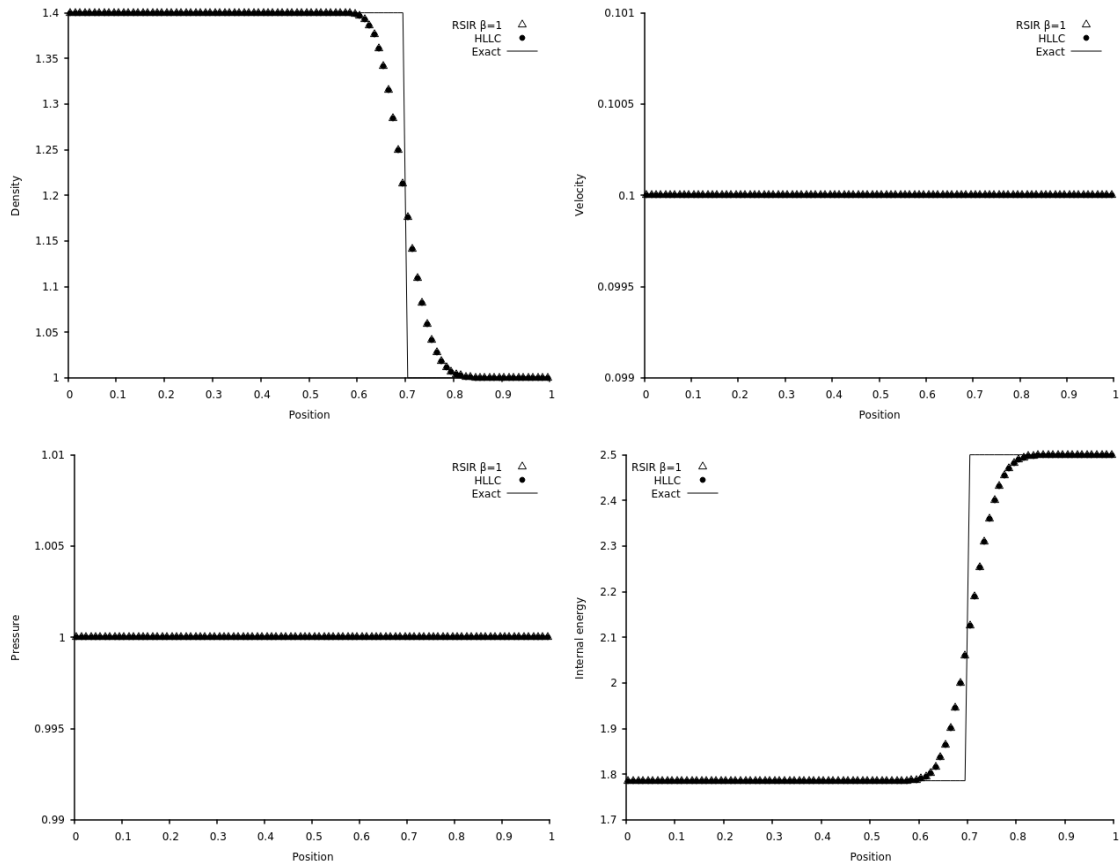 1.4
1.35
1.3
1.25
1.2
1.15
1.1
1.05
1
Density
RSIR β=1
HLLC
Exact
0 0.1 0.2 0.3 0.4 0.5 0.6 0.7 0.8 0.9 1
Position
0.101
0.1005
0.1
0.0995
0.099
Velocity
RSIR β=1
HLLC
Exact
0 0.1 0.2 0.3 0.4 0.5 0.6 0.7 0.8 0.9 1
Position
1.01
1.005
1
0.995
0.99
Pressure
RSIR β=1
HLLC
Exact
0 0.1 0.2 0.3 0.4 0.5 0.6 0.7 0.8 0.9 1
Position
2.5
2.4
2.3
2.2
2.1
2
1.9
1.8
1.7
Internal energy
RSIR β=1
HLLC
Exact
0 0.1 0.2 0.3 0.4 0.5 0.6 0.7 0.8 0.9 1
Position